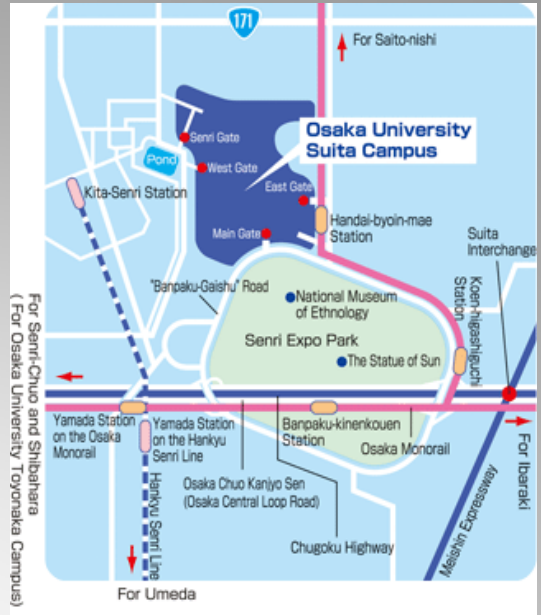 171
For Saito-nishi
Osaka University
Suita Campus
Senri Gate
Pond
West Gate
Kita-Senri Station
East Gate
Main Gate
Handai-byoin-mae
Station
Suita
Interchange
"Banpaku-Gaishu" Road
National Museum
of Ethnology
Koen-higashiguchi
Station
Senri Expo Park
The Statue of Sun
For Senri-Chuo and Shibahara
(For Osaka University Toyonaka Campus)
Yamada Station
on the Osaka
Monorail
Yamada Station
on the Hankyu
Senri Line
Banpaku-kinenkouen
Station
Osaka Monorail
For Ibaraki
Osaka Chuo Kanjyo Sen
(Osaka Central Loop Road)
Hankyu Senri Line
Meishin Expressway
Chugoku Highway
For Umeda